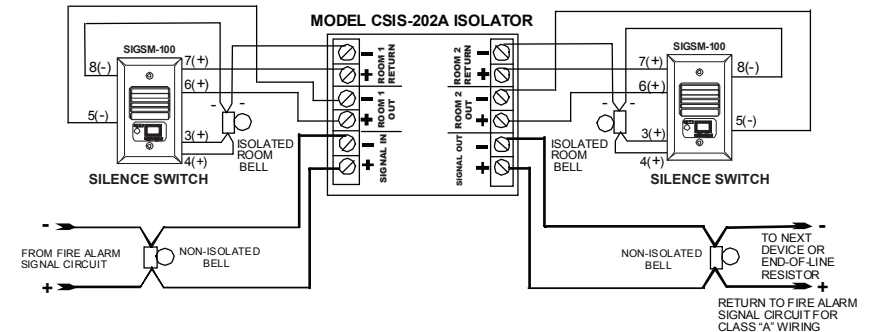 MODEL CSIS-202A ISOLATOR
SIGSM-100
8(-)
7(+)
6(+)
5(-)
3(+)
4(+)
- -
ISOLATED
ROOM
BELL
SILENCE SWITCH
-
+
-
+
-
+
ROOM 1
RETURN
ROOM 1
OUT
SIGNAL IN
ROOM 2
RETURN
ROOM 2
OUT
SIGNAL OUT
-
+
-
+
-
+
SIGSM-100
7(+)
8(-)
6(+)
5(-)
3(+)
4(+)
- -
ISOLATED
ROOM
BELL
SILENCE SWITCH
-
FROM FIRE ALARM
SIGNAL CIRCUIT
+
NON-ISOLATED
BELL
NON-ISOLATED
BELL
-
TO NEXT
DEVICE OR
END-OF-LINE
RESISTOR
+
RETURN TO FIRE ALARM
SIGNAL CIRCUIT FOR
CLASS “A” WIRING